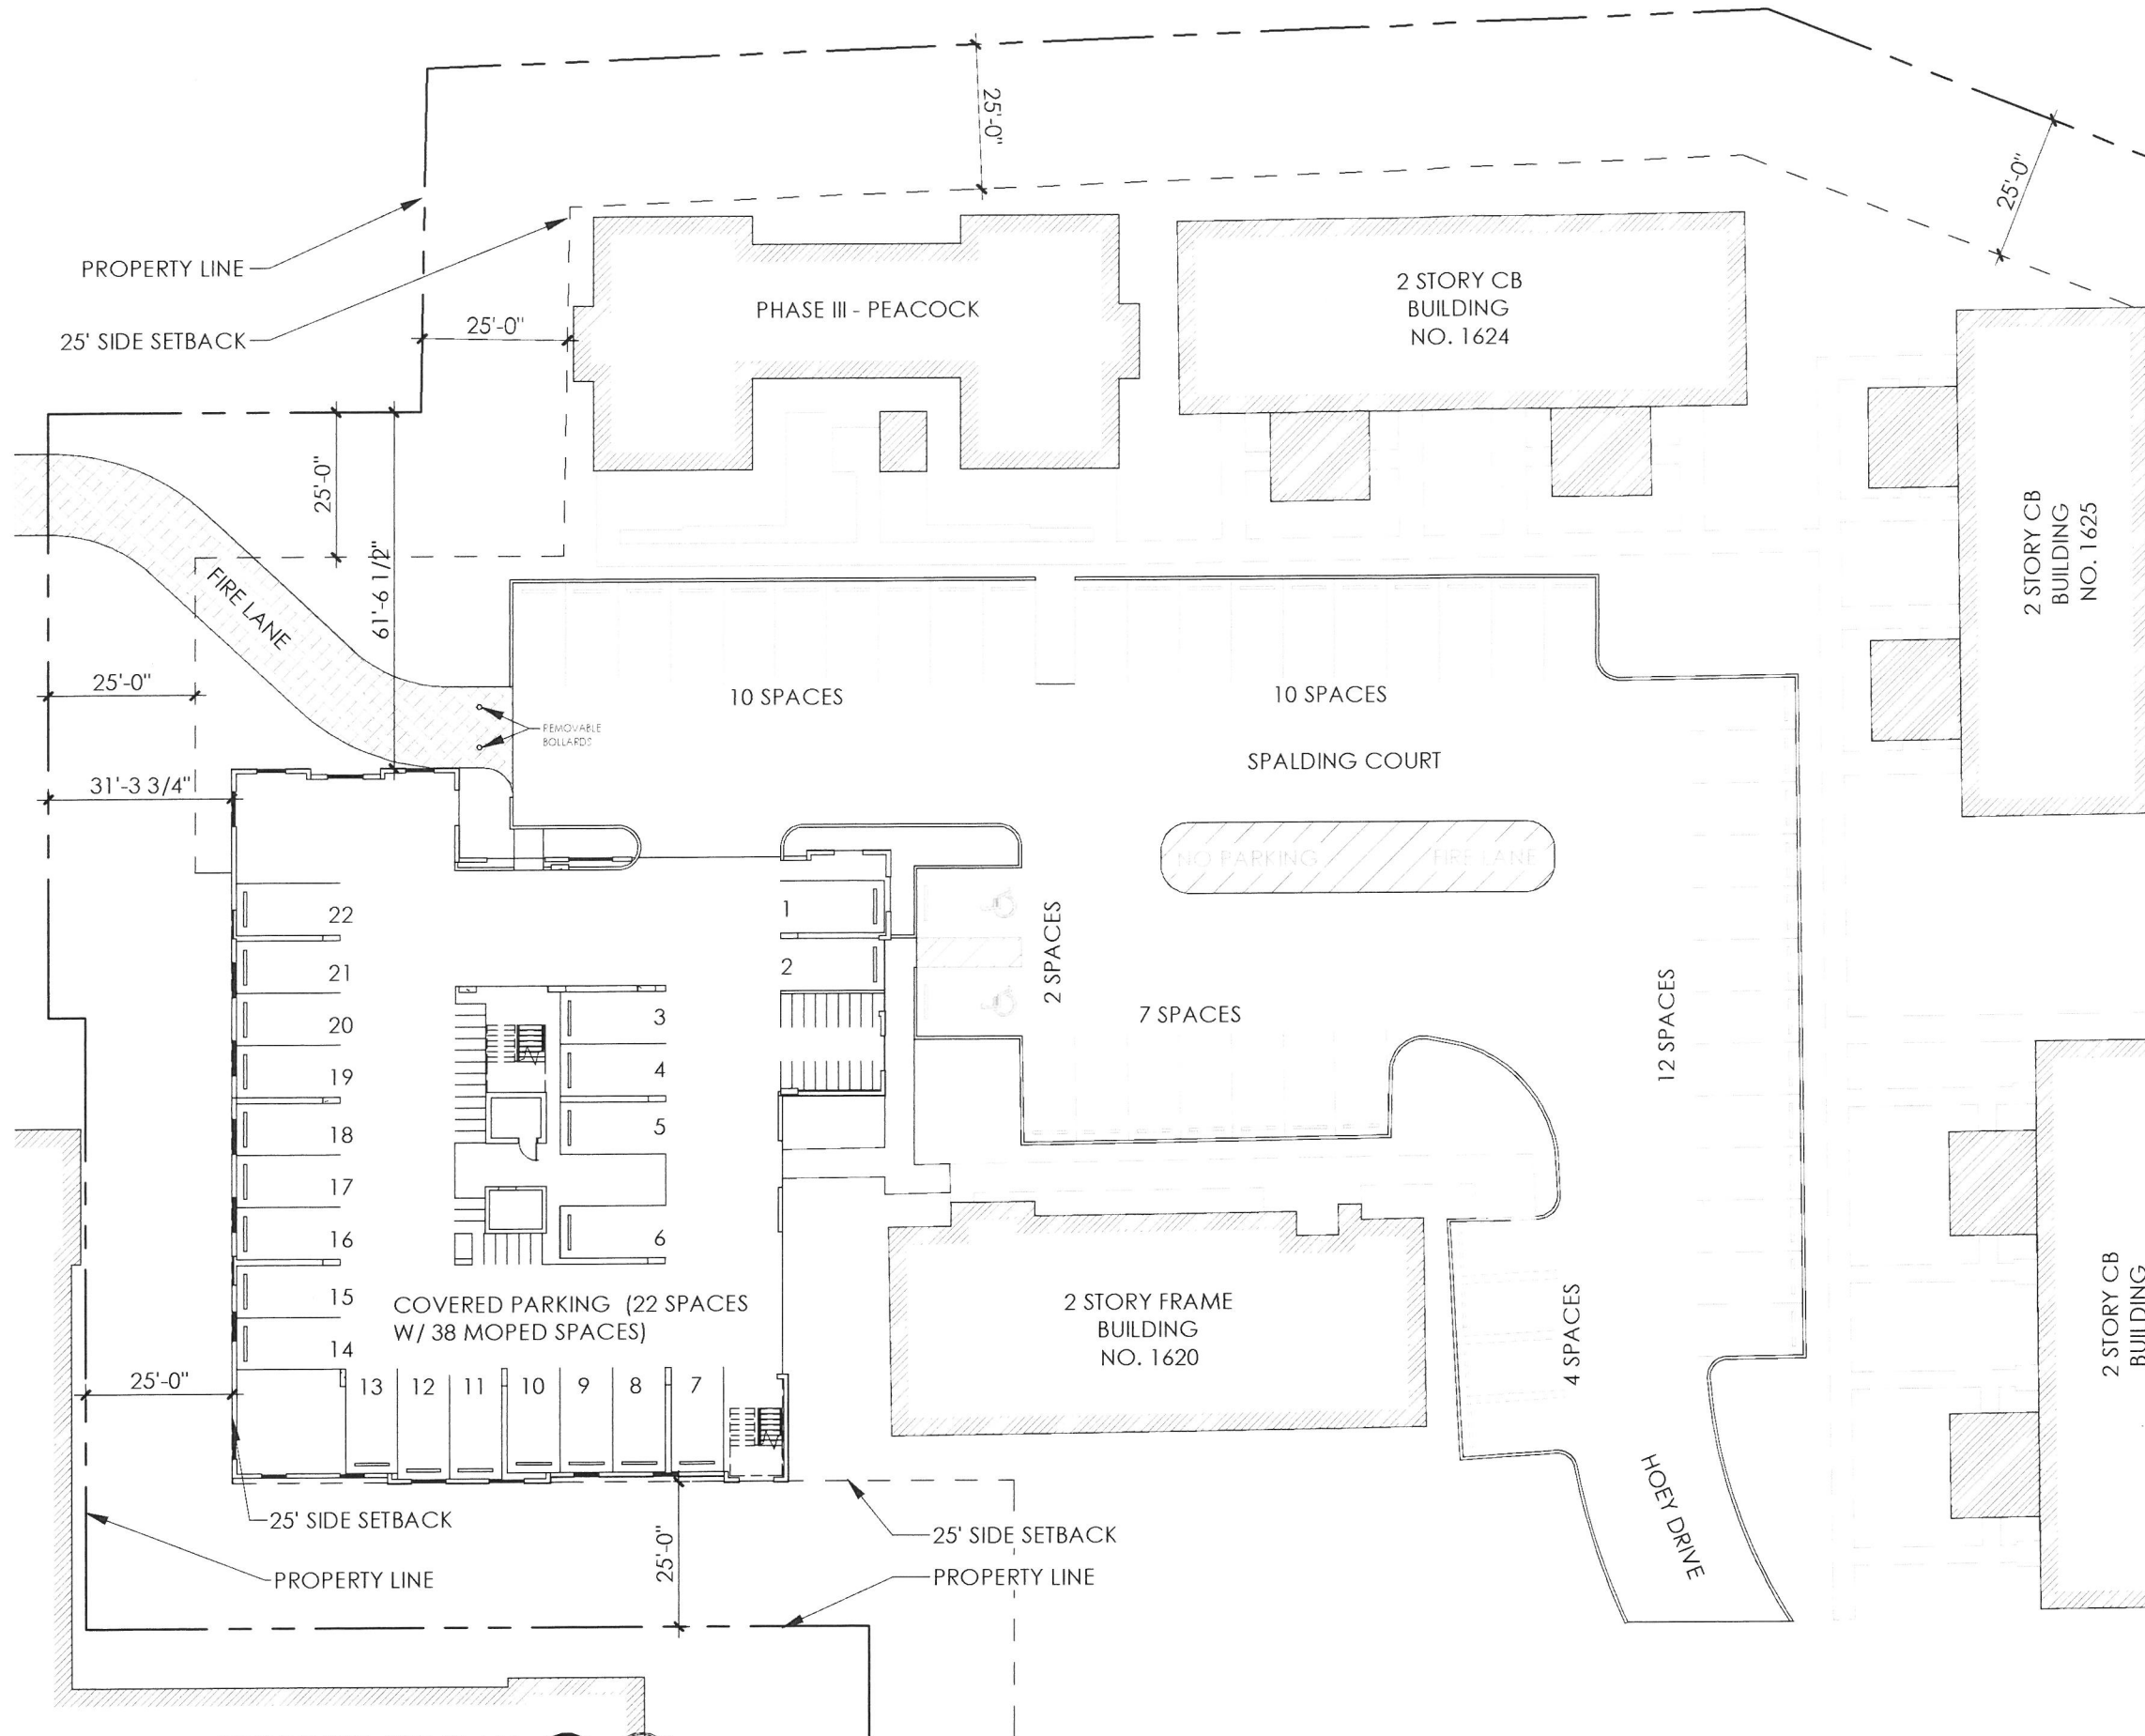 25'-0"
25'-0"
PROPERTY LINE
25' SIDE SETBACK
25'-0"
PHASE III - PEACOCK
2 STORY CB
BUILDING
NO. 1624
2 STORY CB
BUILDING
NO. 1625
25'-0"
61'-6 1/2"
FIRE LANE
25'-0"
31'-3 3/4"
REMOVABLE
BOLLARDS
10 SPACES
10 SPACES
SPALDING COURT
NO PARKING
FIRE LANE
2 SPACES
7 SPACES
12 SPACES
4 SPACES
22
21
20
19
18
17
16
15
14
1
2
3
4
5
6
COVERED PARKING (22 SPACES
W/ 38 MOPED SPACES)
13
12
11
10
9
8
7
2 STORY FRAME
BUILDING
NO. 1620
2 STORY CB
BUILDING
HOEY DRIVE
25'-0"
25' SIDE SETBACK
PROPERTY LINE
25'-0"
25' SIDE SETBACK
PROPERTY LINE